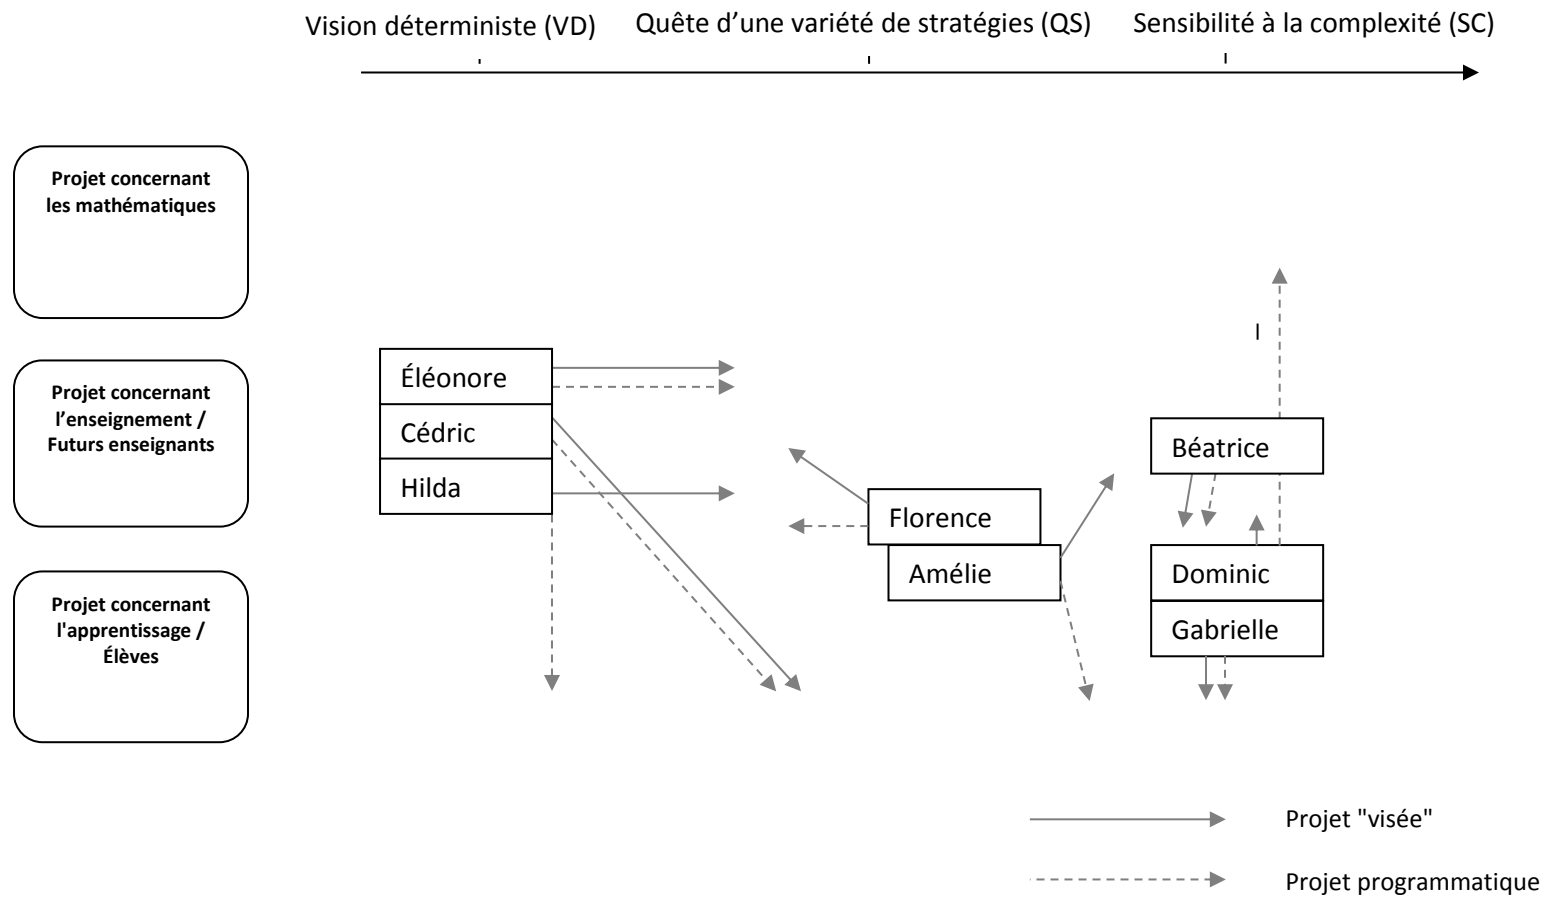 Vision déterministe (VD)
Quête d’une variété de stratégies (QS)
Sensibilité à la complexité (SC)
Projet concernant
les mathématiques
Projet concernant
l’enseignement /
Futurs enseignants
Projet concernant
l'apprentissage /
Élèves
Éléonore
Cédric
Hilda
Florence
Amélie
Béatrice
Dominic
Gabrielle
Projet "visée"
Projet programmatique